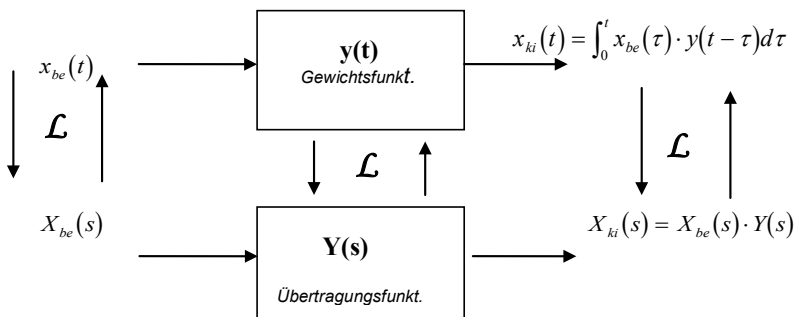 x_be(t)
y(t)
Gewichtsfunkt.
x_ki(t) = ∫_0^t x_be(τ) · y(t − τ)dτ
ℒ
ℒ
ℒ
X_be(s)
Y(s)
Übertragungsfunkt.
X_ki(s) = X_be(s) · Y(s)